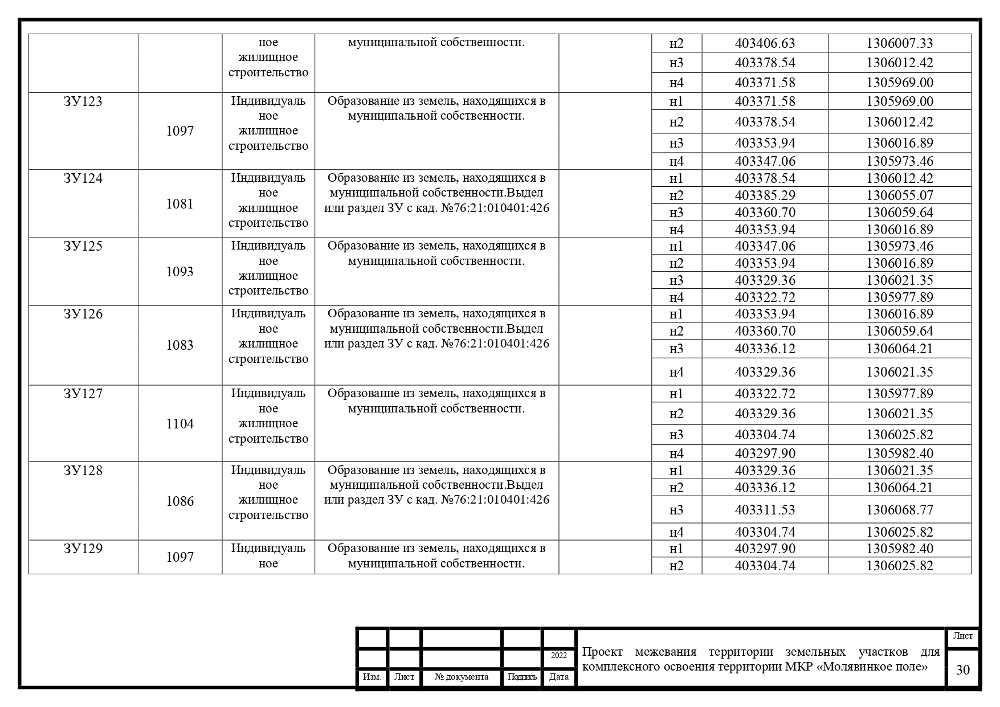 ное
жилищное
строительство
муниципальной собственности.
н2 403406.63 1306007.33
н3 403378.54 1306012.42
н4 403371.58 1305969.00
ЗУ123
1097
Индивидуаль
ное
жилищное
строительство
Образование из земель, находящихся в
муниципальной собственности.
н1 403371.58 1305969.00
н2 403378.54 1306012.42
н3 403353.94 1306016.89
н4 403347.06 1305973.46
ЗУ124
1081
Индивидуаль
ное
жилищное
строительство
Образование из земель, находящихся в
муниципальной собственности.Выдел
или раздел ЗУ с кад. №76:21:010401:426
н1 403378.54 1306012.42
н2 403385.29 1306055.07
н3 403360.70 1306059.64
н4 403353.94 1306016.89
ЗУ125
1093
Индивидуаль
ное
жилищное
строительство
Образование из земель, находящихся в
муниципальной собственности.
н1 403347.06 1305973.46
н2 403353.94 1306016.89
н3 403329.36 1306021.35
н4 403322.72 1305977.89
ЗУ126
1083
Индивидуаль
ное
жилищное
строительство
Образование из земель, находящихся в
муниципальной собственности.Выдел
или раздел ЗУ с кад. №76:21:010401:426
н1 403353.94 1306016.89
н2 403360.70 1306059.64
н3 403336.12 1306064.21
н4 403329.36 1306021.35
ЗУ127
1104
Индивидуаль
ное
жилищное
строительство
Образование из земель, находящихся в
муниципальной собственности.
н1 403322.72 1305977.89
н2 403329.36 1306021.35
н3 403304.74 1306025.82
н4 403297.90 1305982.40
ЗУ128
1086
Индивидуаль
ное
жилищное
строительство
Образование из земель, находящихся в
муниципальной собственности.Выдел
или раздел ЗУ с кад. №76:21:010401:426
н1 403329.36 1306021.35
н2 403336.12 1306064.21
н3 403311.53 1306068.77
н4 403304.74 1306025.82
ЗУ129
1097
Индивидуаль
ное
Образование из земель, находящихся в
муниципальной собственности.
н1 403297.90 1305982.40
н2 403304.74 1306025.82
2022
Изм. Лист № документа Подпись Дата
Проект межевания территории земельных участков для
комплексного освоения территории МКР «Молявинкое поле»
Лист
30